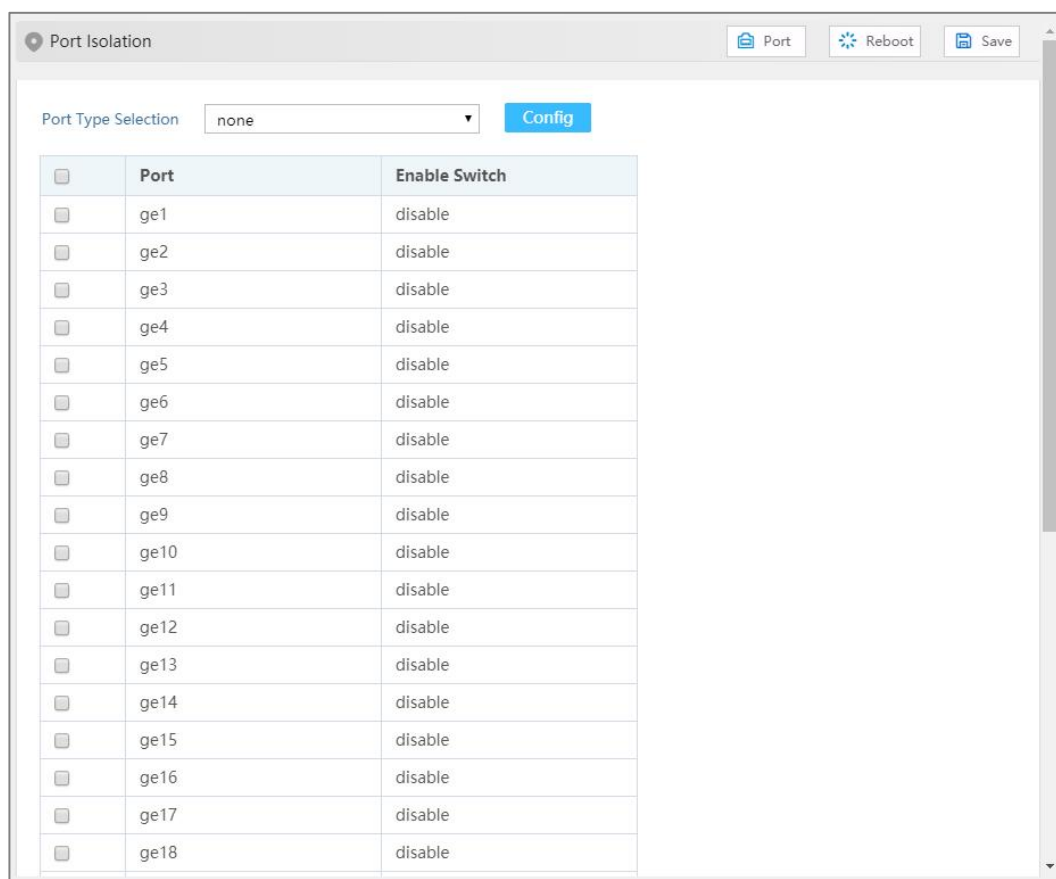 Port Isolation Port Reboot Save
Port Type Selection none Config
Port Enable Switch
ge1 disable
ge2 disable
ge3 disable
ge4 disable
ge5 disable
ge6 disable
ge7 disable
ge8 disable
ge9 disable
ge10 disable
ge11 disable
ge12 disable
ge13 disable
ge14 disable
ge15 disable
ge16 disable
ge17 disable
ge18 disable